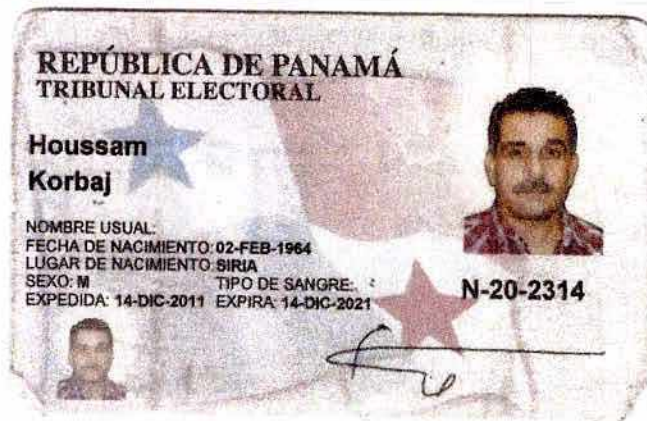 REPÚBLICA DE PANAMÁ
TRIBUNAL ELECTORAL
Houssam
Korbaj
NOMBRE USUAL:
FECHA DE NACIMIENTO: 02-FEB-1964
LUGAR DE NACIMIENTO: SIRIA
SEXO: M TIPO DE SANGRE:
EXPEDIDA: 14-DIC-2011 EXPIRA: 14-DIC-2021
N-20-2314